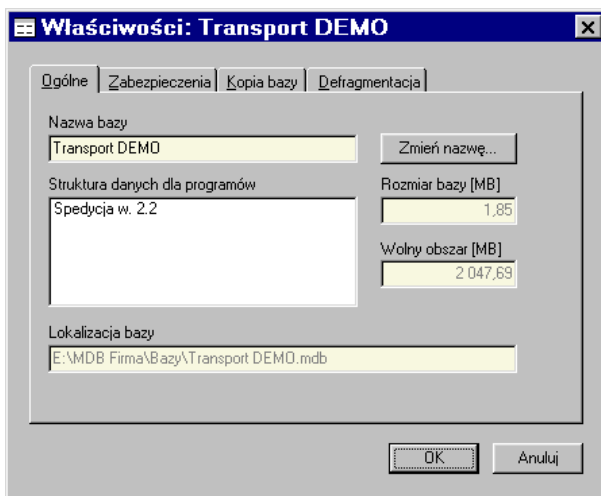 Właściwości: Transport DEMO
Ogólne Zabezpieczenia Kopia bazy Defragmentacja
Nazwa bazy
Transport DEMO Zmień nazwę...
Struktura danych dla programów Rozmiar bazy [MB]
Spedycja w. 2.2 1,85
Wolny obszar [MB]
2 047,69
Lokalizacja bazy
E:\MDB Firma\Bazy\Transport DEMO.mdb
OK Anuluj